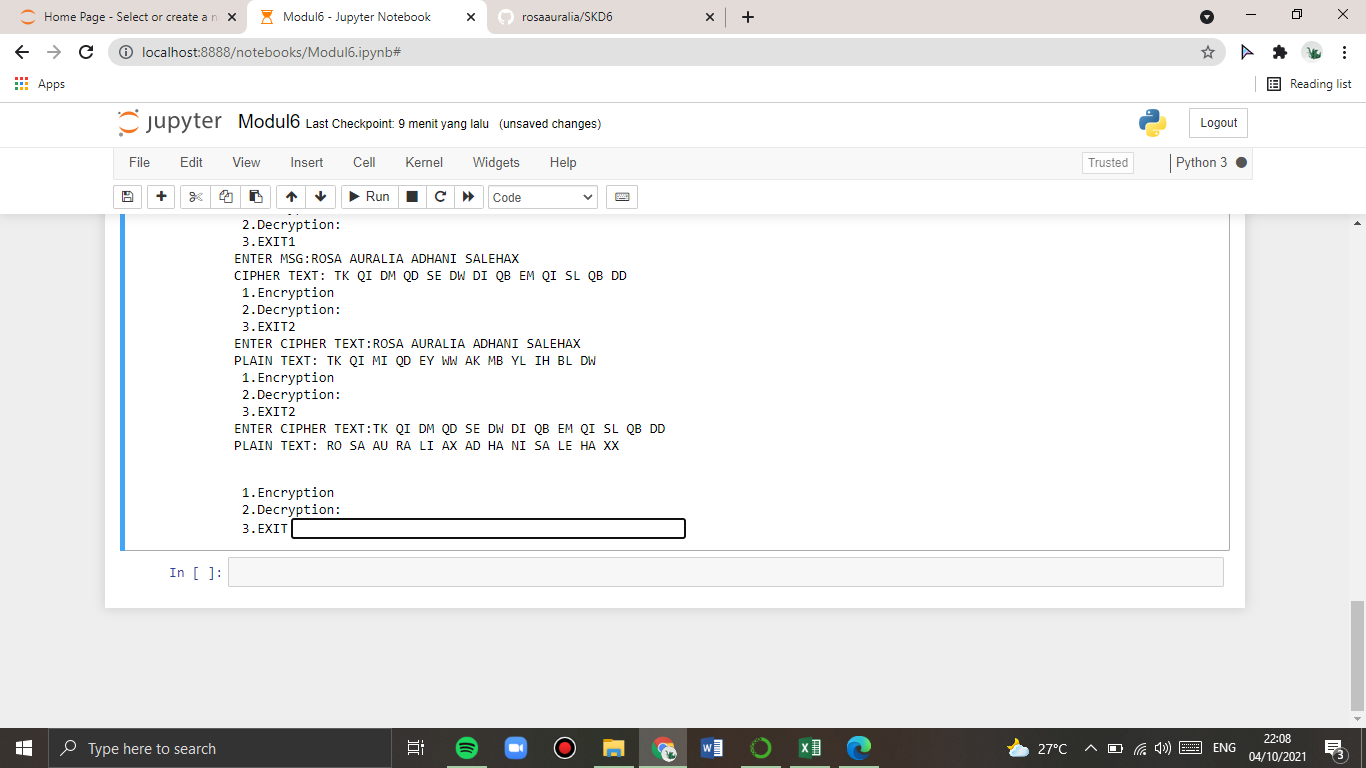 Home Page - Select or create a n
Modul6 - Jupyter Notebook
rosaauralia/SKD6
localhost:8888/notebooks/Modul6.ipynb#
Apps
Reading list
jupyter Modul6 Last Checkpoint: 9 menit yang lalu (unsaved changes)
Logout
File Edit View Insert Cell Kernel Widgets Help
Trusted
Python 3
Run
Code
2.Decryption:
3.EXIT1
ENTER MSG:ROSA AURALIA ADHANI SALEHAX
CIPHER TEXT: TK QI DM QD SE DW DI QB EM QI SL QB DD
1.Encryption
2.Decryption:
3.EXIT2
ENTER CIPHER TEXT:ROSA AURALIA ADHANI SALEHAX
PLAIN TEXT: TK QI MI QD EY WW AK MB YL IH BL DW
1.Encryption
2.Decryption:
3.EXIT2
ENTER CIPHER TEXT:TK QI DM QD SE DW DI QB EM QI SL QB DD
PLAIN TEXT: RO SA AU RA LI AX AD HA NI SA LE HA XX
1.Encryption
2.Decryption:
3.EXIT
In [ ]:
Type here to search
27°C
ENG
22:08
04/10/2021
3